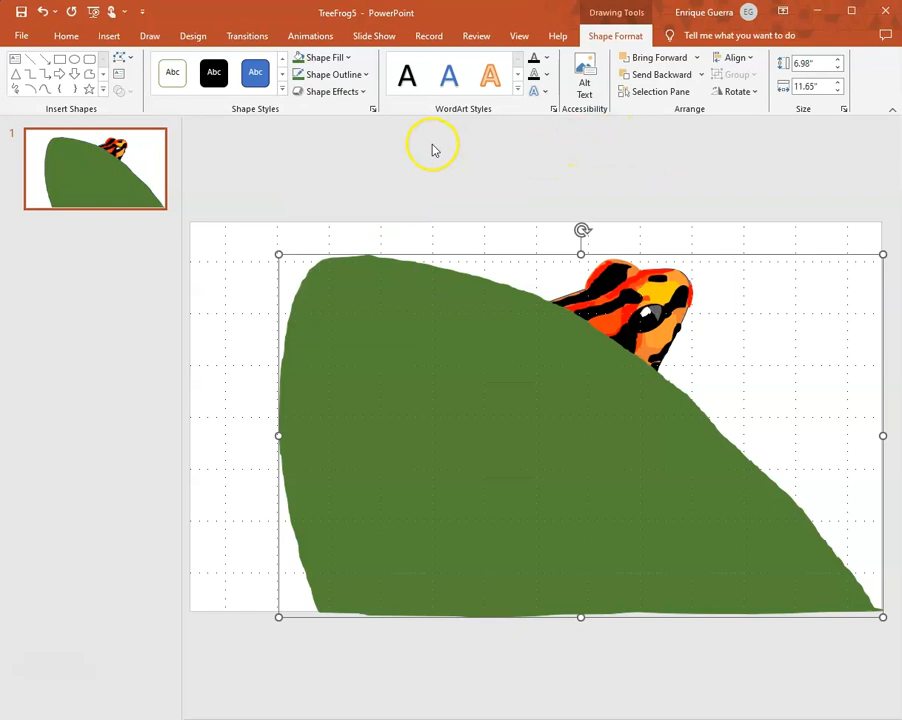 TreeFrog5 - PowerPoint
Drawing Tools
Enrique Guerra
EG
File
Home
Insert
Draw
Design
Transitions
Animations
Slide Show
Record
Review
View
Help
Shape Format
Tell me what you want to do
Abc
Abc
Abc
Shape Fill
Shape Outline
Shape Effects
A
A
A
A
A
A
Alt
Text
Bring Forward
Send Backward
Selection Pane
Align
Group
Rotate
6.98"
11.65"
Insert Shapes
Shape Styles
WordArt Styles
Accessibility
Arrange
Size
1